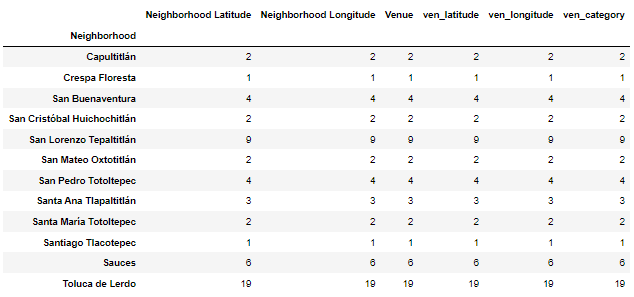 Neighborhood Latitude Neighborhood Longitude Venue ven_latitude ven_longitude ven_category
Neighborhood
Capultitlán 2 2 2 2 2 2
Crespa Floresta 1 1 1 1 1 1
San Buenaventura 4 4 4 4 4 4
San Cristóbal Huichochitlán 2 2 2 2 2 2
San Lorenzo Tepaltitlán 9 9 9 9 9 9
San Mateo Oxtotitlán 2 2 2 2 2 2
San Pedro Totoltepec 4 4 4 4 4 4
Santa Ana Tlapaltitlán 3 3 3 3 3 3
Santa María Totoltepec 2 2 2 2 2 2
Santiago Tlacotepec 1 1 1 1 1 1
Sauces 6 6 6 6 6 6
Toluca de Lerdo 19 19 19 19 19 19